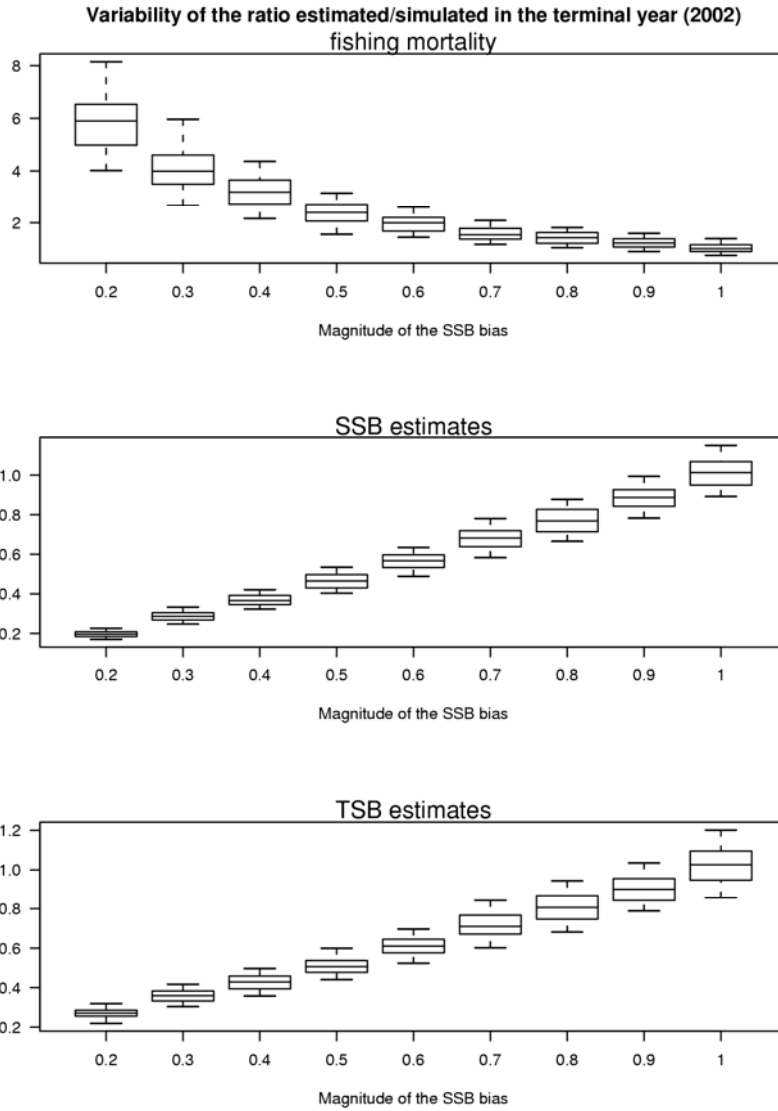 Variability of the ratio estimated/simulated in the terminal year (2002)
fishing mortality
8
6
4
2
0.2 0.3 0.4 0.5 0.6 0.7 0.8 0.9 1
Magnitude of the SSB bias
SSB estimates
1.0
0.8
0.6
0.4
0.2
0.2 0.3 0.4 0.5 0.6 0.7 0.8 0.9 1
Magnitude of the SSB bias
TSB estimates
1.2
1.0
0.8
0.6
0.4
0.2
0.2 0.3 0.4 0.5 0.6 0.7 0.8 0.9 1
Magnitude of the SSB bias